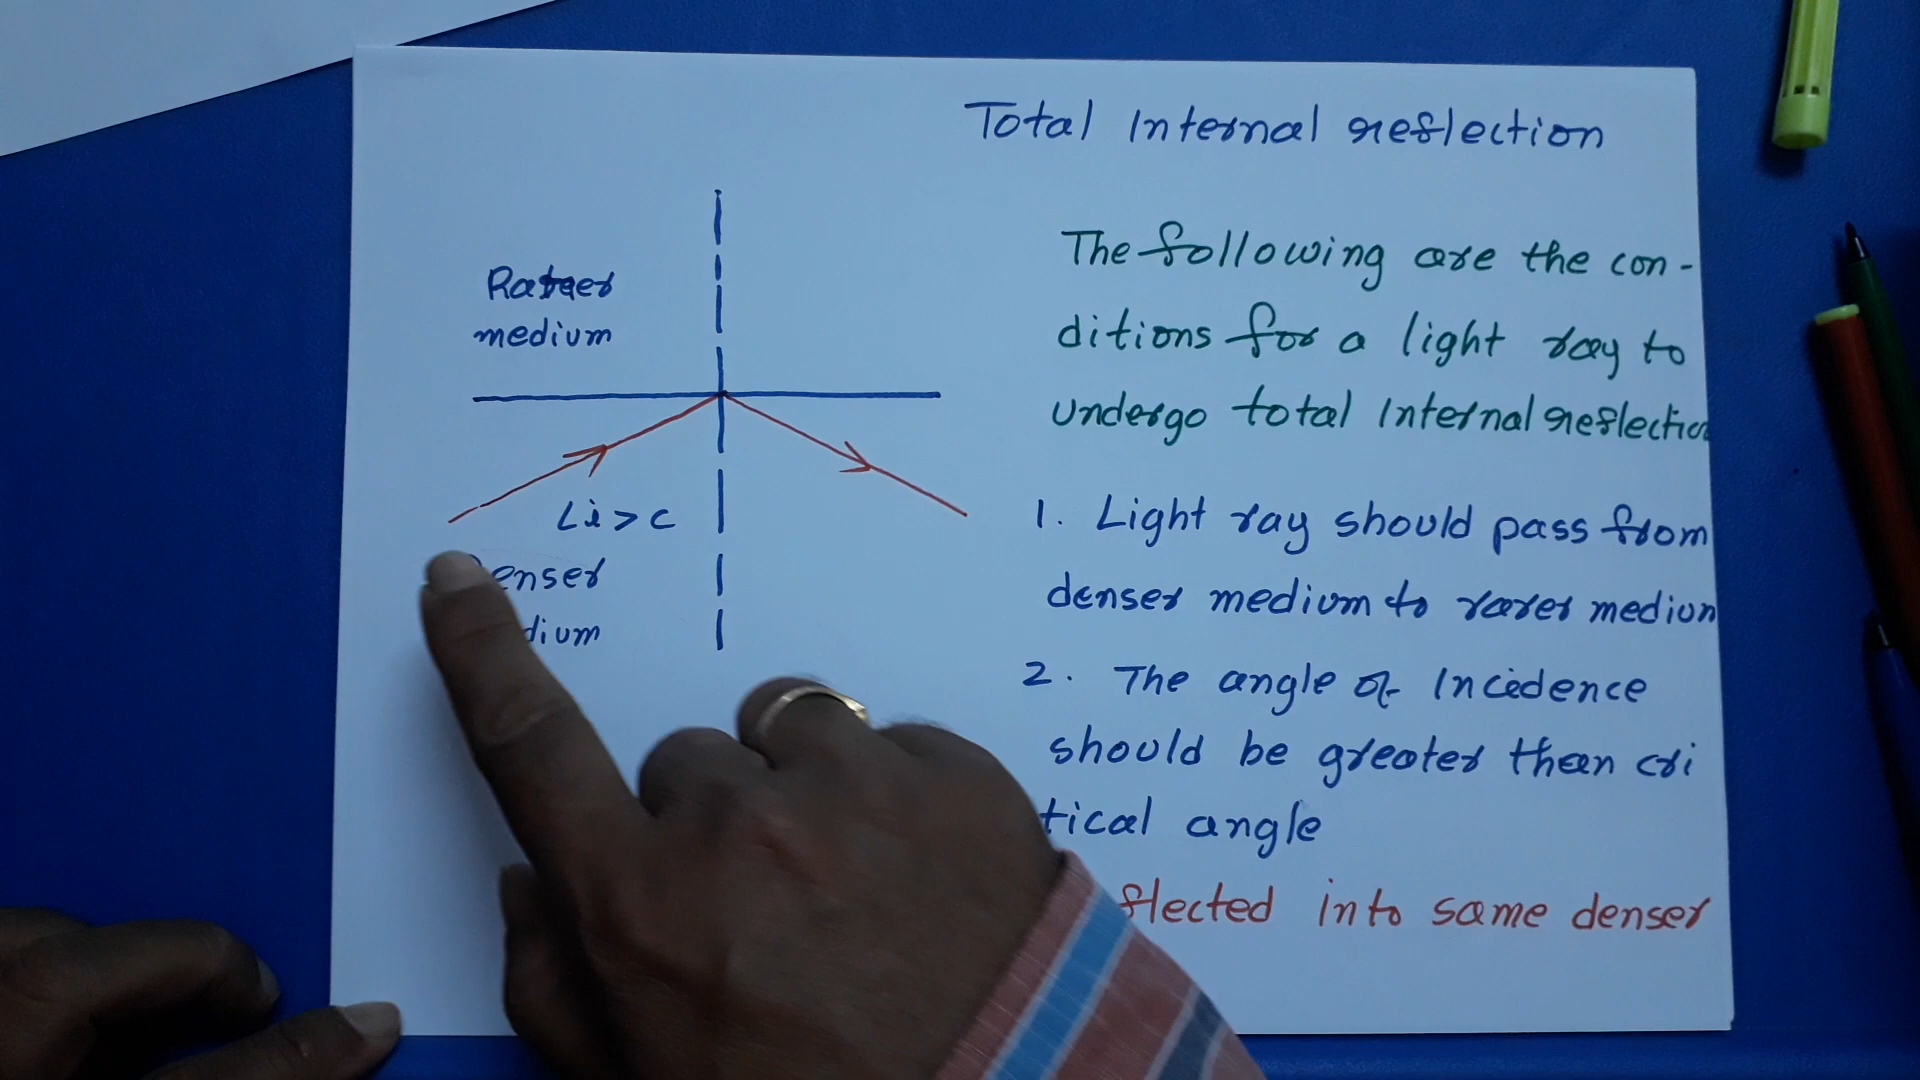 Total Internal reflection
medium
∠i > c
enser
dium
The following are the con-
ditions for a light ray to
undergo total Internal reflection
1. Light ray should pass from
denser medium to rarer medium
2. The angle of Incidence
should be greater than cri
tical angle
flected into same denser